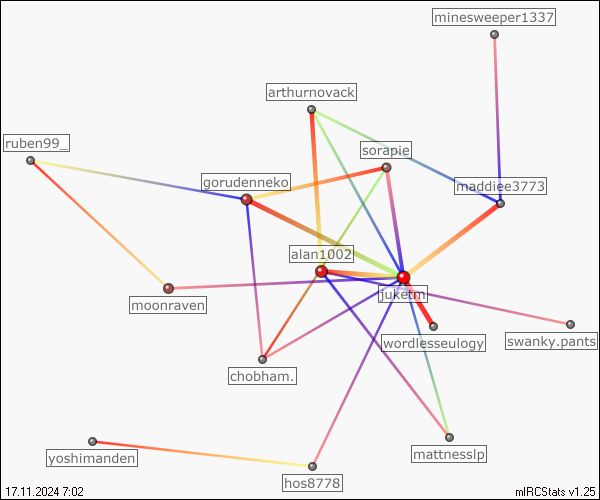 minesweeper1337
arthurnovack
ruben99_
sorapie
gorudenneko
maddiee3773
alan1002
juketm
moonraven
wordlesseulogy
swanky.pants
chobham.
mattnesslp
yoshimanden
hos8778
17.11.2024 7:02
mIRCStats v1.25